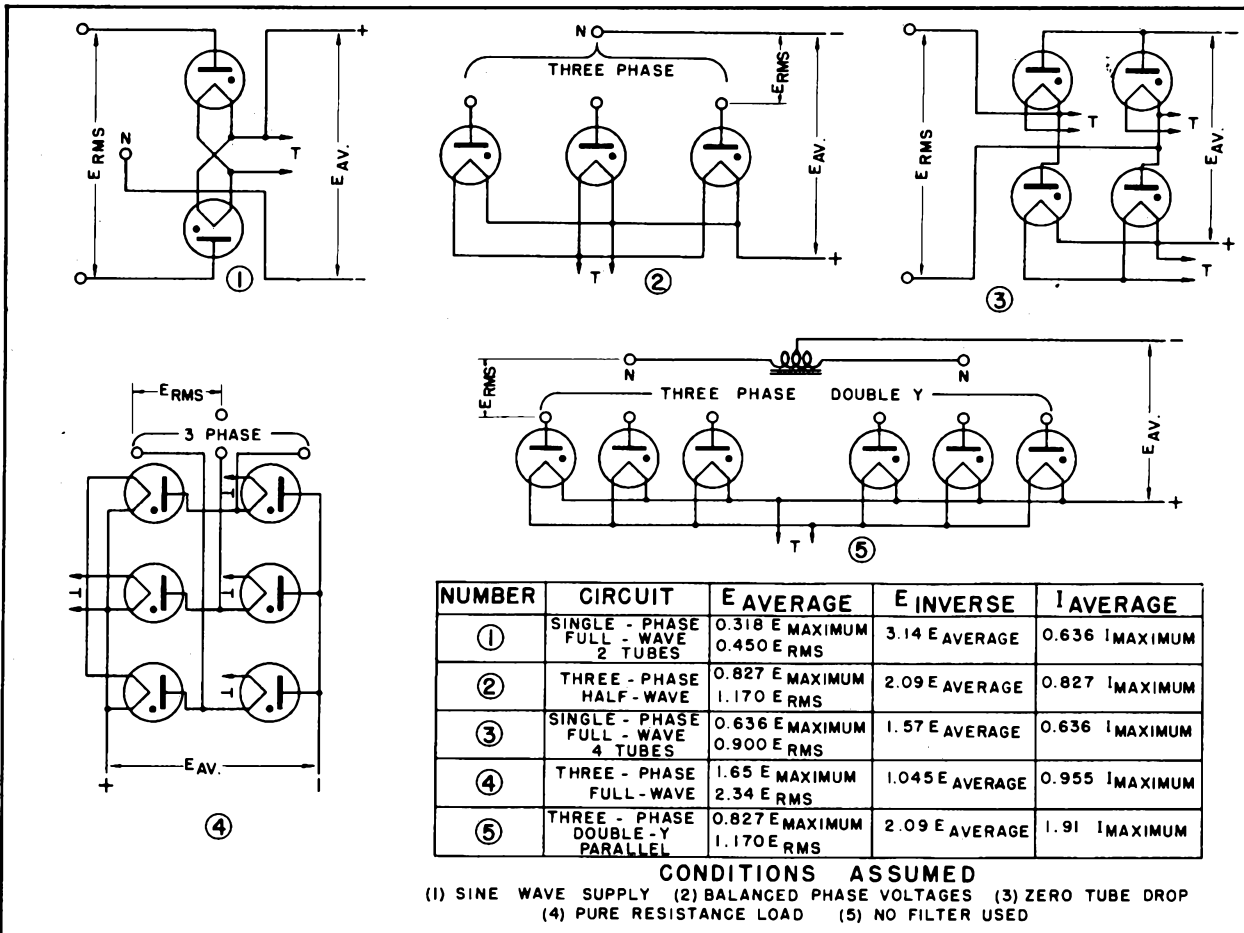 E RMS
N
T
E AV.
+
-
①
N
THREE PHASE
E RMS
E AV.
-
+
T
②
E RMS
T
T
E AV.
-
+
T
③
E RMS
3 PHASE
T
T
T
T
E AV.
+
-
④
E RMS
N
N
THREE PHASE DOUBLE Y
E AV.
-
+
T
⑤
NUMBER CIRCUIT E AVERAGE E INVERSE I AVERAGE
① SINGLE - PHASE FULL - WAVE 2 TUBES 0.318 E MAXIMUM 0.450 E RMS 3.14 E AVERAGE 0.636 I MAXIMUM
② THREE - PHASE HALF - WAVE 0.827 E MAXIMUM 1.170 E RMS 2.09 E AVERAGE 0.827 I MAXIMUM
③ SINGLE - PHASE FULL - WAVE 4 TUBES 0.636 E MAXIMUM 0.900 E RMS 1.57 E AVERAGE 0.636 I MAXIMUM
④ THREE - PHASE FULL - WAVE 1.65 E MAXIMUM 2.34 E RMS 1.045 E AVERAGE 0.955 I MAXIMUM
⑤ THREE - PHASE DOUBLE - Y PARALLEL 0.827 E MAXIMUM 1.170 E RMS 2.09 E AVERAGE 1.91 I MAXIMUM
CONDITIONS ASSUMED
(1) SINE WAVE SUPPLY (2) BALANCED PHASE VOLTAGES (3) ZERO TUBE DROP
(4) PURE RESISTANCE LOAD (5) NO FILTER USED